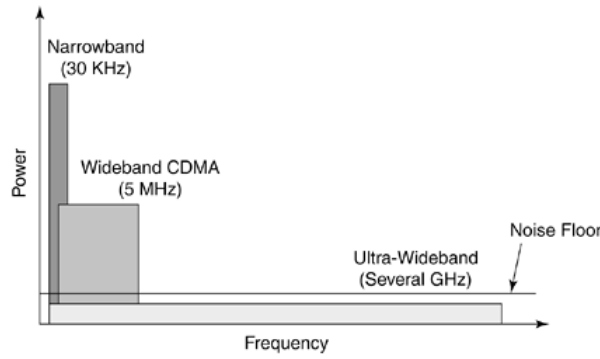 Narrowband
(30 KHz)
Wideband CDMA
(5 MHz)
Power
Noise Floor
Ultra-Wideband
(Several GHz)
Frequency